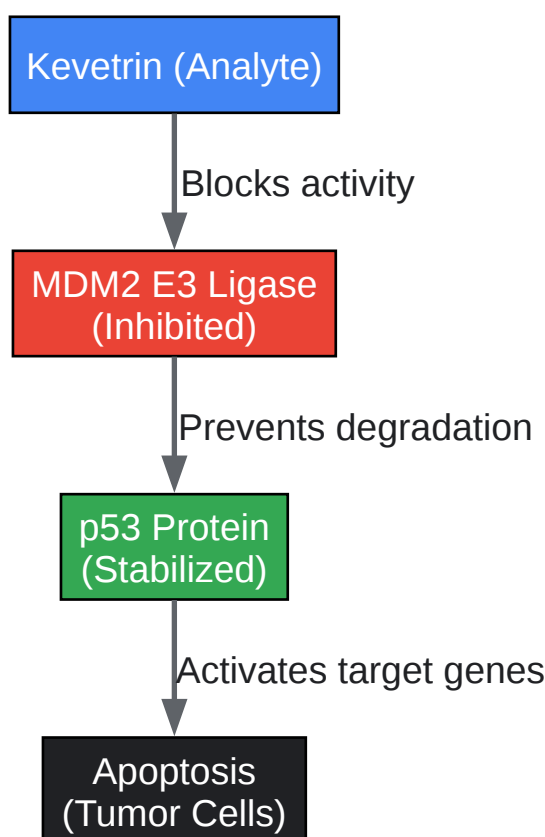 Kevetrin (Analyte)
Blocks activity
MDM2 E3 Ligase
(Inhibited)
Prevents degradation
p53 Protein
(Stabilized)
Activates target genes
Apoptosis
(Tumor Cells)